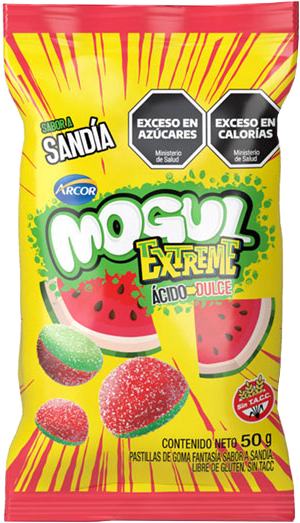 SABOR A
SANDÍA
EXCESO EN
AZÚCARES
Ministerio
de Salud
EXCESO EN
CALORÍAS
Ministerio
de Salud
ARCOR
MOGUL
EXTREME
ÁCIDO DULCE
Sin T.A.C.C.
CONTENIDO NETO 50 g
PASTILLAS DE GOMA FANTASÍA SABOR A SANDÍA
LIBRE DE GLUTEN, SIN TACC